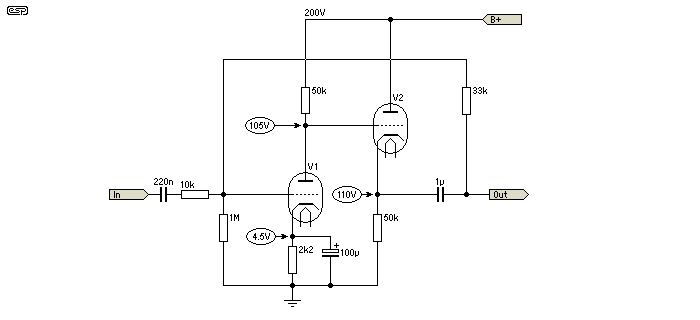 esp
200V
B+
50k
33k
V2
105V
V1
220n
10k
1µ
In
110V
Out
1M
50k
4.5V
+
2k2
100µ